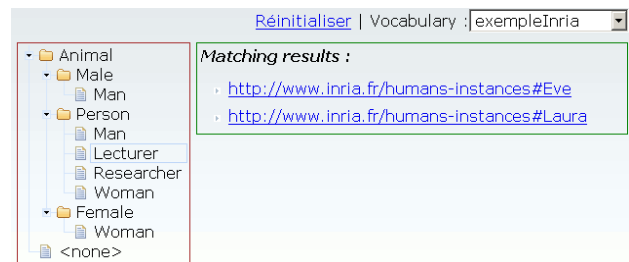 Réinitialiser | Vocabulary : exempleInria
Animal
Male
Man
Person
Man
Lecturer
Researcher
Woman
Female
Woman
<none>
Matching results :
http://www.inria.fr/humans-instances#Eve
http://www.inria.fr/humans-instances#Laura